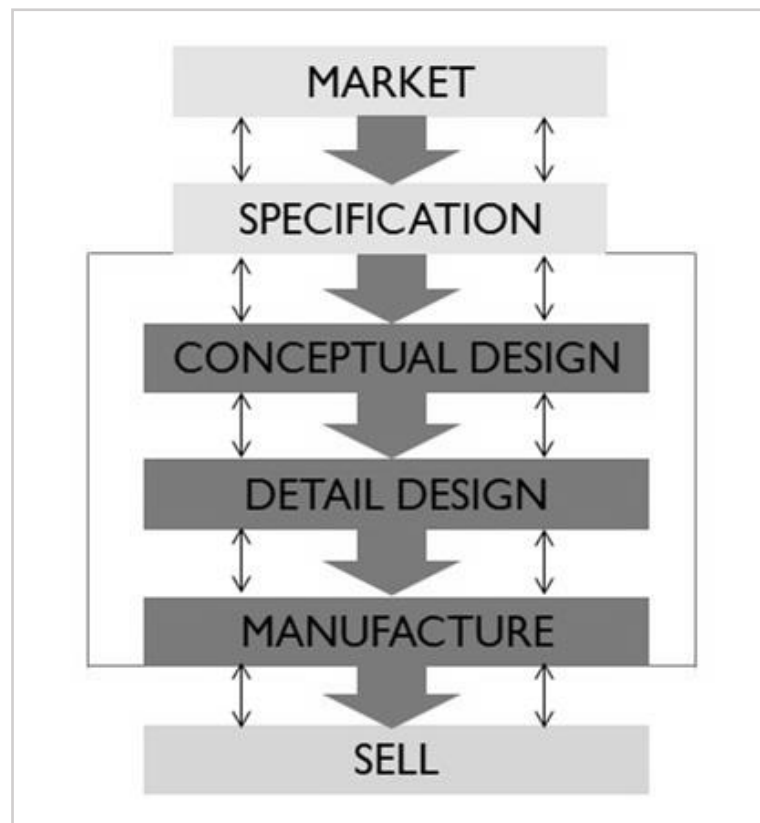 MARKET
SPECIFICATION
CONCEPTUAL DESIGN
DETAIL DESIGN
MANUFACTURE
SELL